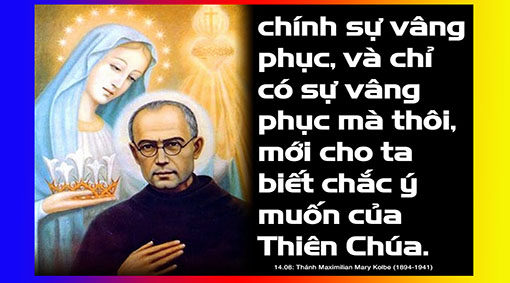 chính sự vâng
phục, và chỉ
có sự vâng
phục mà thôi,
mới cho ta
biết chắc ý
muốn của
Thiên Chúa.
14.08: Thánh Maximilian Mary Kolbe (1894-1941)